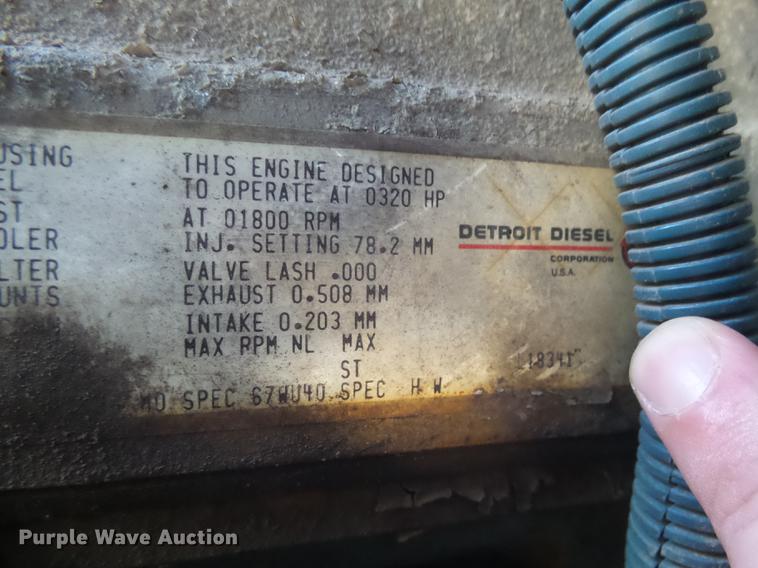 USING
EL
ST
OLER
LTER
UNTS
THIS ENGINE DESIGNED
TO OPERATE AT 0320 HP
AT 01800 RPM
INJ. SETTING 78.2 MM
VALVE LASH .000
EXHAUST 0.508 MM
INTAKE 0.203 MM
MAX RPM NL MAX
ST
MO SPEC 67WU40 SPEC H W
DETROIT DIESEL
CORPORATION
U.S.A.
L18341
Purple Wave Auction